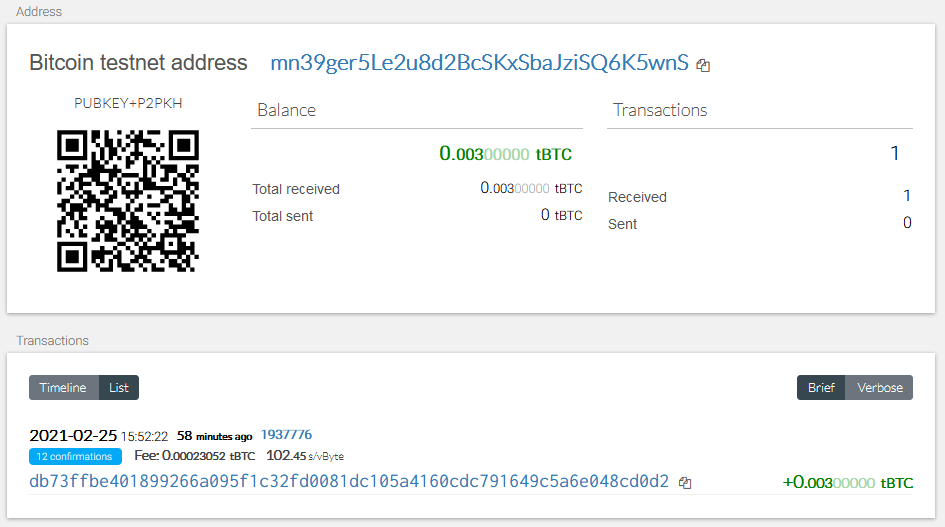 Address
Bitcoin testnet address mn39ger5Le2u8d2BcSKxSbaJziSQ6K5wnS
PUBKEY+P2PKH
Balance
0.00300000 tBTC
Total received 0.00300000 tBTC
Total sent 0 tBTC
Transactions
1
Received 1
Sent 0
Transactions
Timeline List Brief Verbose
2021-02-25 15:52:22 58 minutes ago 1937776
12 confirmations Fee: 0.00023052 tBTC 102.45 s/vByte
db73ffbe401899266a095f1c32fd0081dc105a4160cdc791649c5a6e048cd0d2 +0.00300000 tBTC